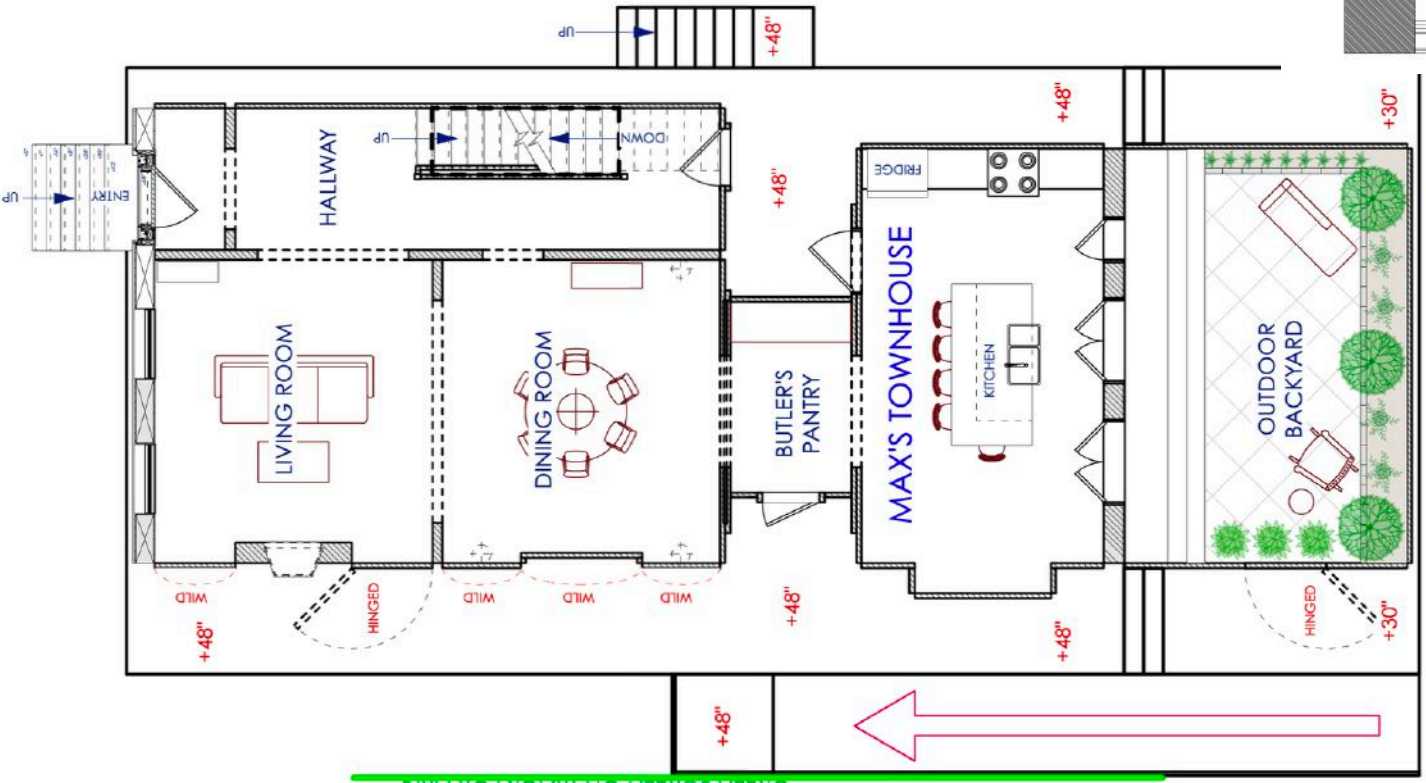 UP
+48"
+48"
+30"
UP
ENTRY
HALLWAY
UP
DOWN
+48"
FRIDGE
MAX'S TOWNHOUSE
LIVING ROOM
DINING ROOM
BUTLER'S
PANTRY
KITCHEN
OUTDOOR
BACKYARD
WILD
+48"
HINGED
WILD
WILD
WILD
+48"
+48"
HINGED
+30"
+48"